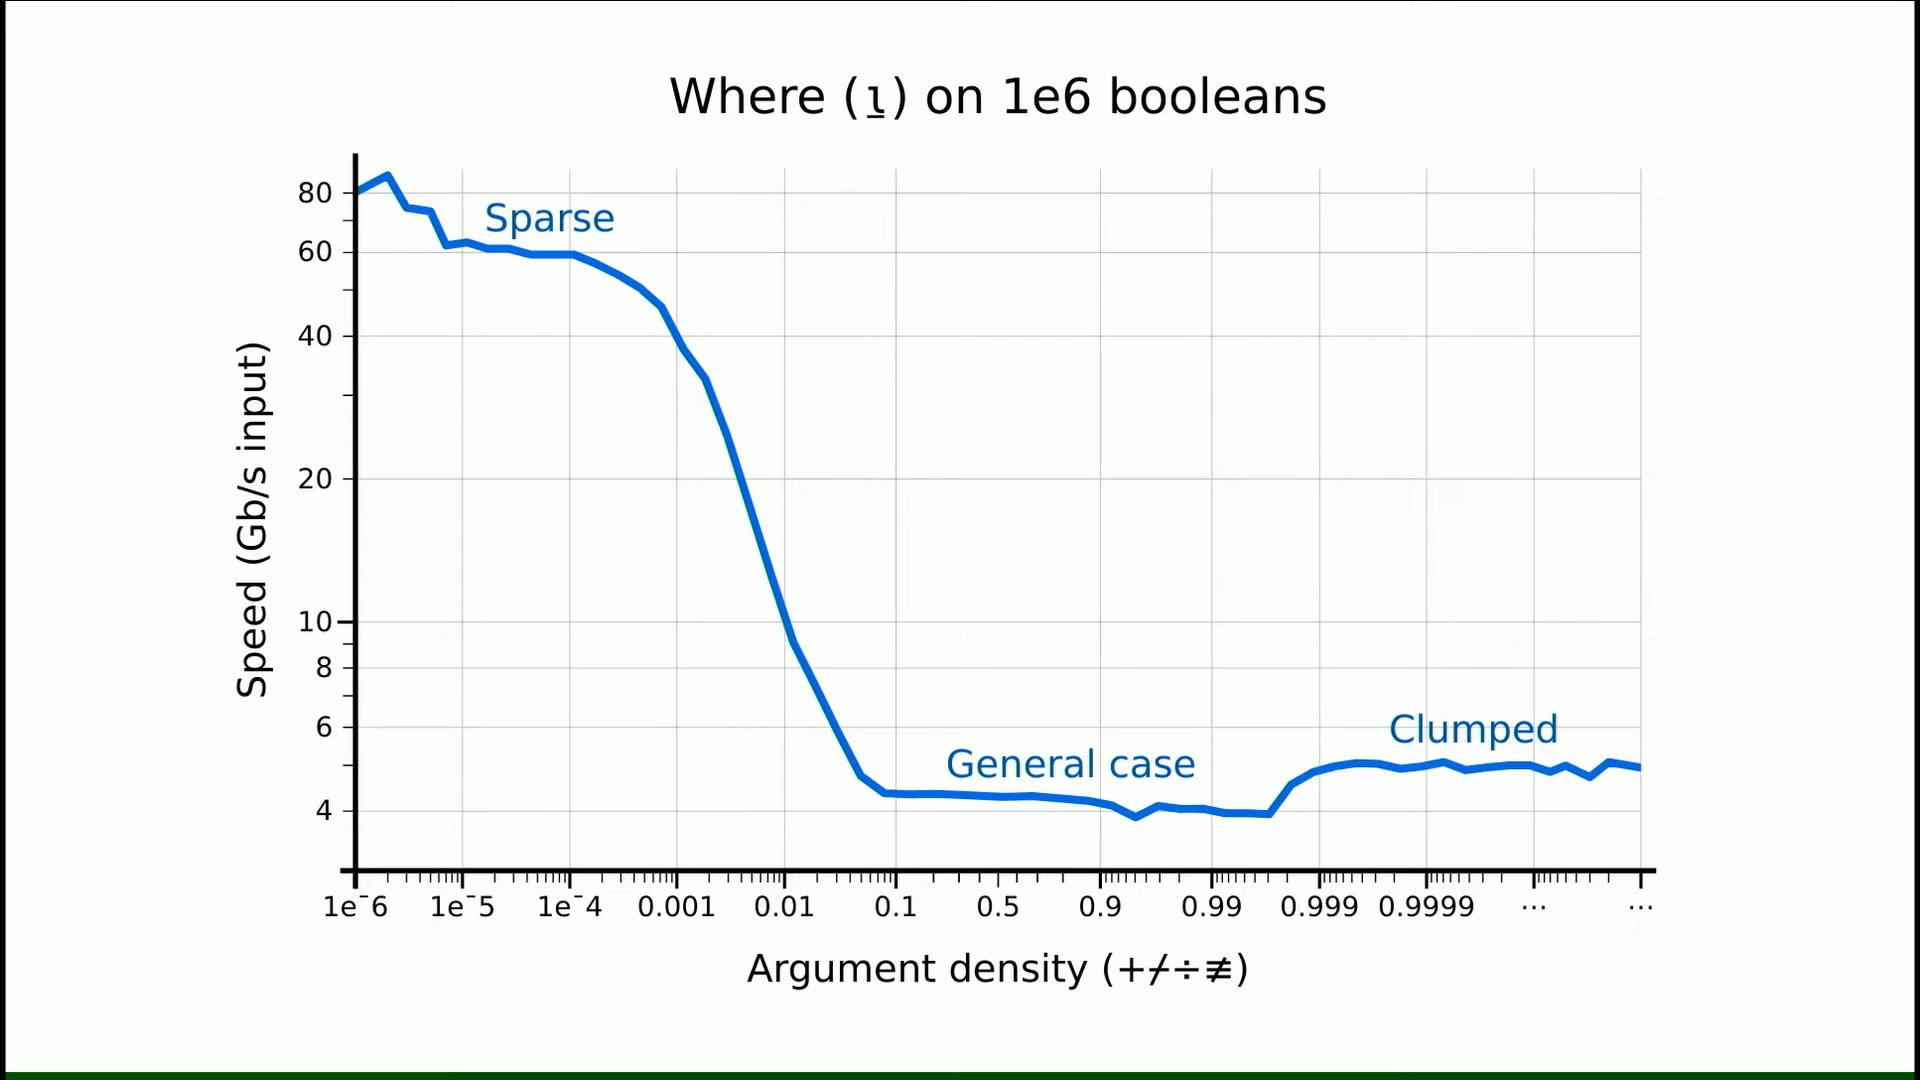 Where (⍸) on 1e6 booleans
80
60
40
20
10
8
6
4
Speed (Gb/s input)
Sparse
General case
Clumped
1e¯6 1e¯5 1e¯4 0.001 0.01 0.1 0.5 0.9 0.99 0.999 0.9999 ... ...
Argument density (+⌿÷≢)